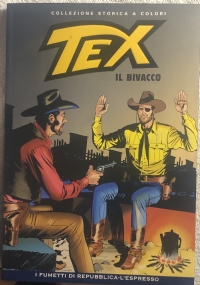 COLLEZIONE STORICA A COLORI
TEX
IL BIVACCO
I FUMETTI DI REPUBBLICA-L'ESPRESSO